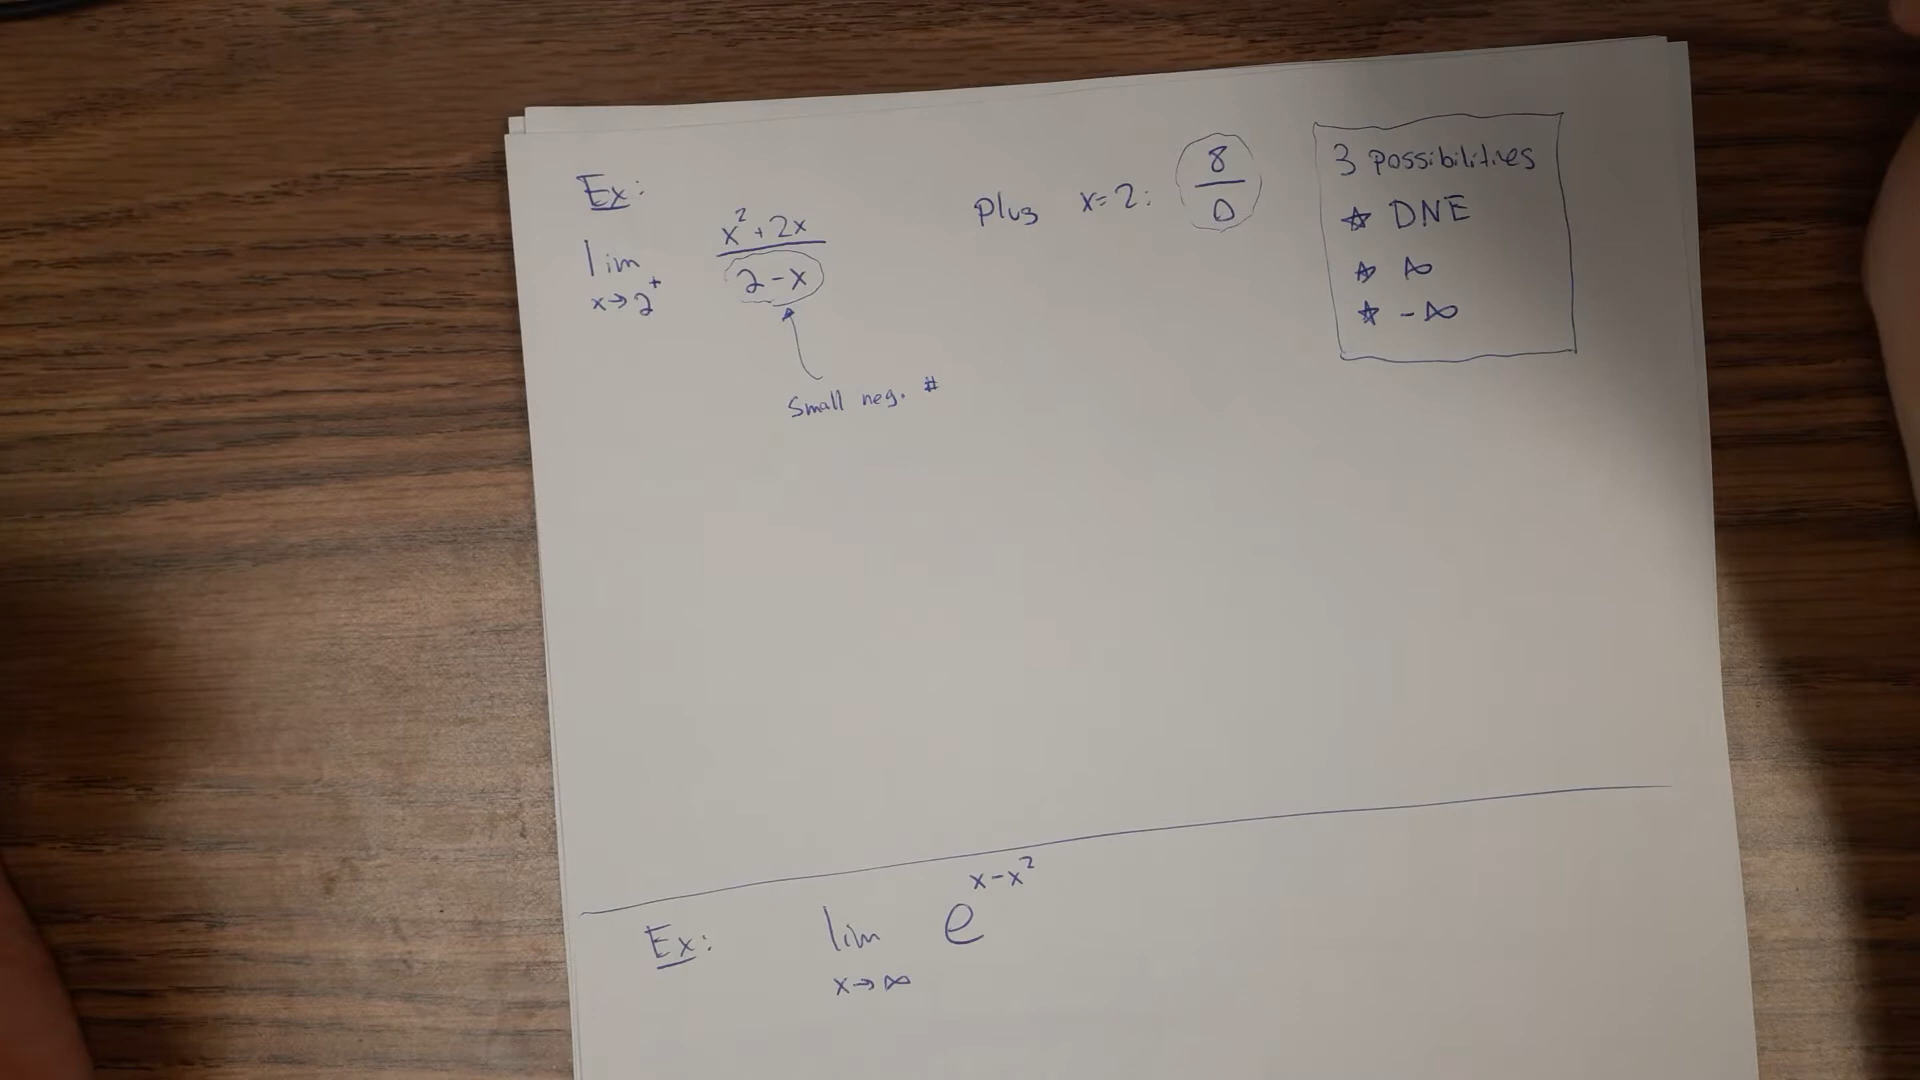 Ex:
lim x→2⁺ (x²+2x)/(2-x)
Small neg. #
Plug x=2: 8/0
3 possibilities
☆ DNE
☆ ∞
☆ -∞
Ex: lim x→∞ e^(x-x²)